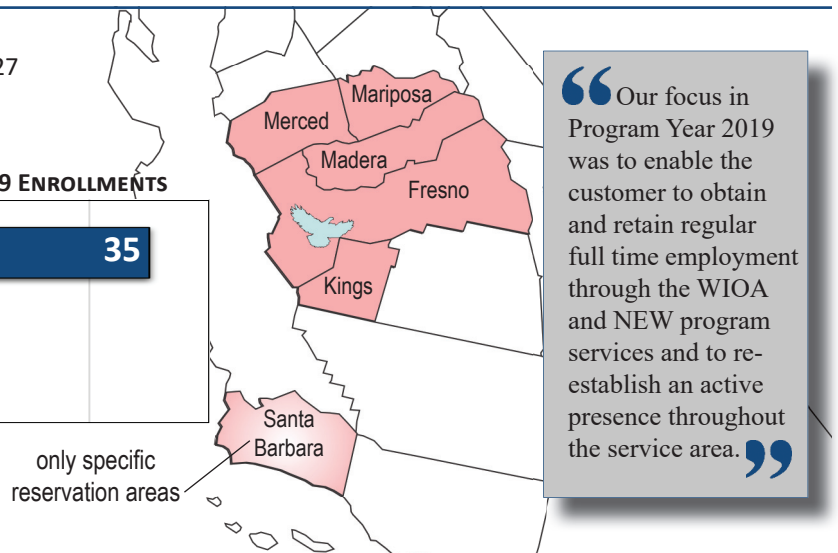 27
9 ENROLLMENTS
35
Mariposa
Merced
Madera
Fresno
Kings
Santa
Barbara
only specific
reservation areas
“Our focus in
Program Year 2019
was to enable the
customer to obtain
and retain regular
full time employment
through the WIOA
and NEW program
services and to re-
establish an active
presence throughout
the service area.”